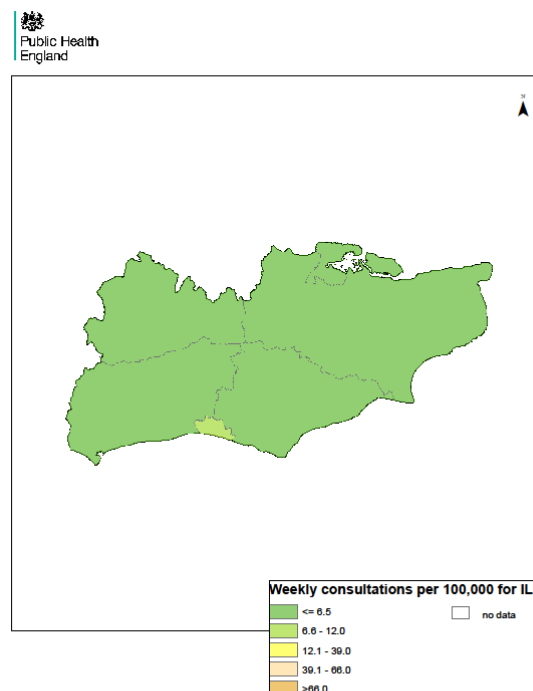 Public Health
England
N
Weekly consultations per 100,000 for IL
<= 6.5
no data
6.6 - 12.0
12.1 - 39.0
39.1 - 66.0
>66.0